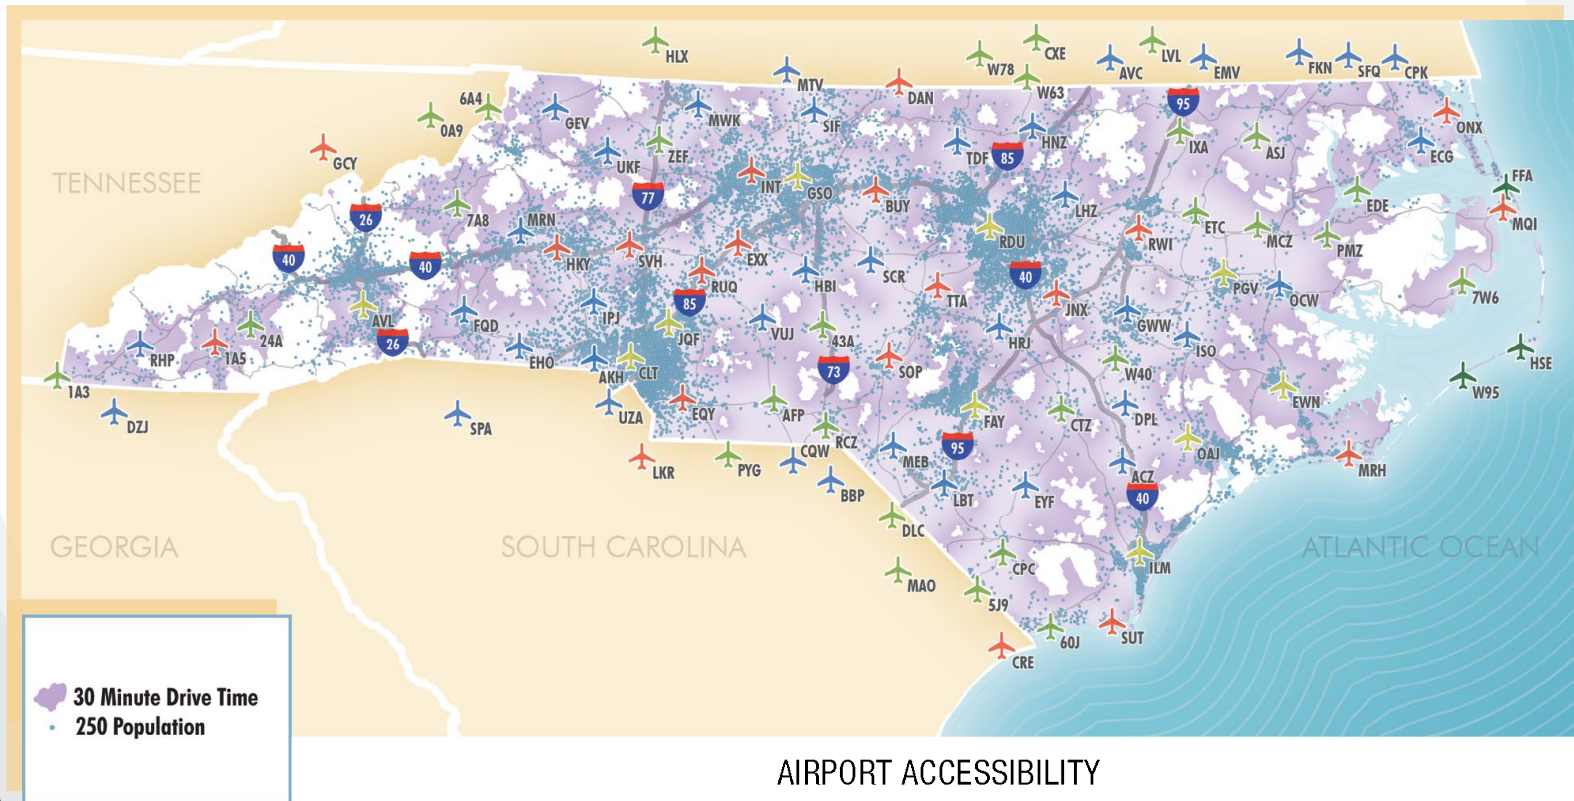 HLX
CXE
LVL
W78
AVC
EMV
FKN
SFQ
CPK
MTV
DAN
W63
6A4
0A9
GEV
MWK
SIF
95
ONX
GCY
UKF
ZEF
TDF
85
HNZ
IXA
ASJ
ECG
TENNESSEE
77
INT
GSO
BUY
LHZ
EDE
FFA
26
7A8
MRN
RDU
RWI
ETC
MCZ
PMZ
MQI
40
40
HKY
SVH
EXX
RUQ
HBI
SCR
TTA
40
JNX
PGV
OCW
7W6
AVL
FQD
IPJ
85
JQF
VUJ
43A
HRJ
GWW
ISO
RHP
1A5
24A
26
EHO
AKH
CLT
73
SOP
W40
HSE
1A3
DZJ
SPA
UZA
EQY
AFP
RCZ
FAY
CTZ
DPL
EWN
W95
LKR
PYG
CQW
BBP
MEB
95
LBT
EYF
ACZ
40
OAJ
MRH
GEORGIA
SOUTH CAROLINA
DLC
MAO
CPC
ILM
ATLANTIC OCEAN
5J9
60J
SUT
CRE
30 Minute Drive Time
250 Population
AIRPORT ACCESSIBILITY